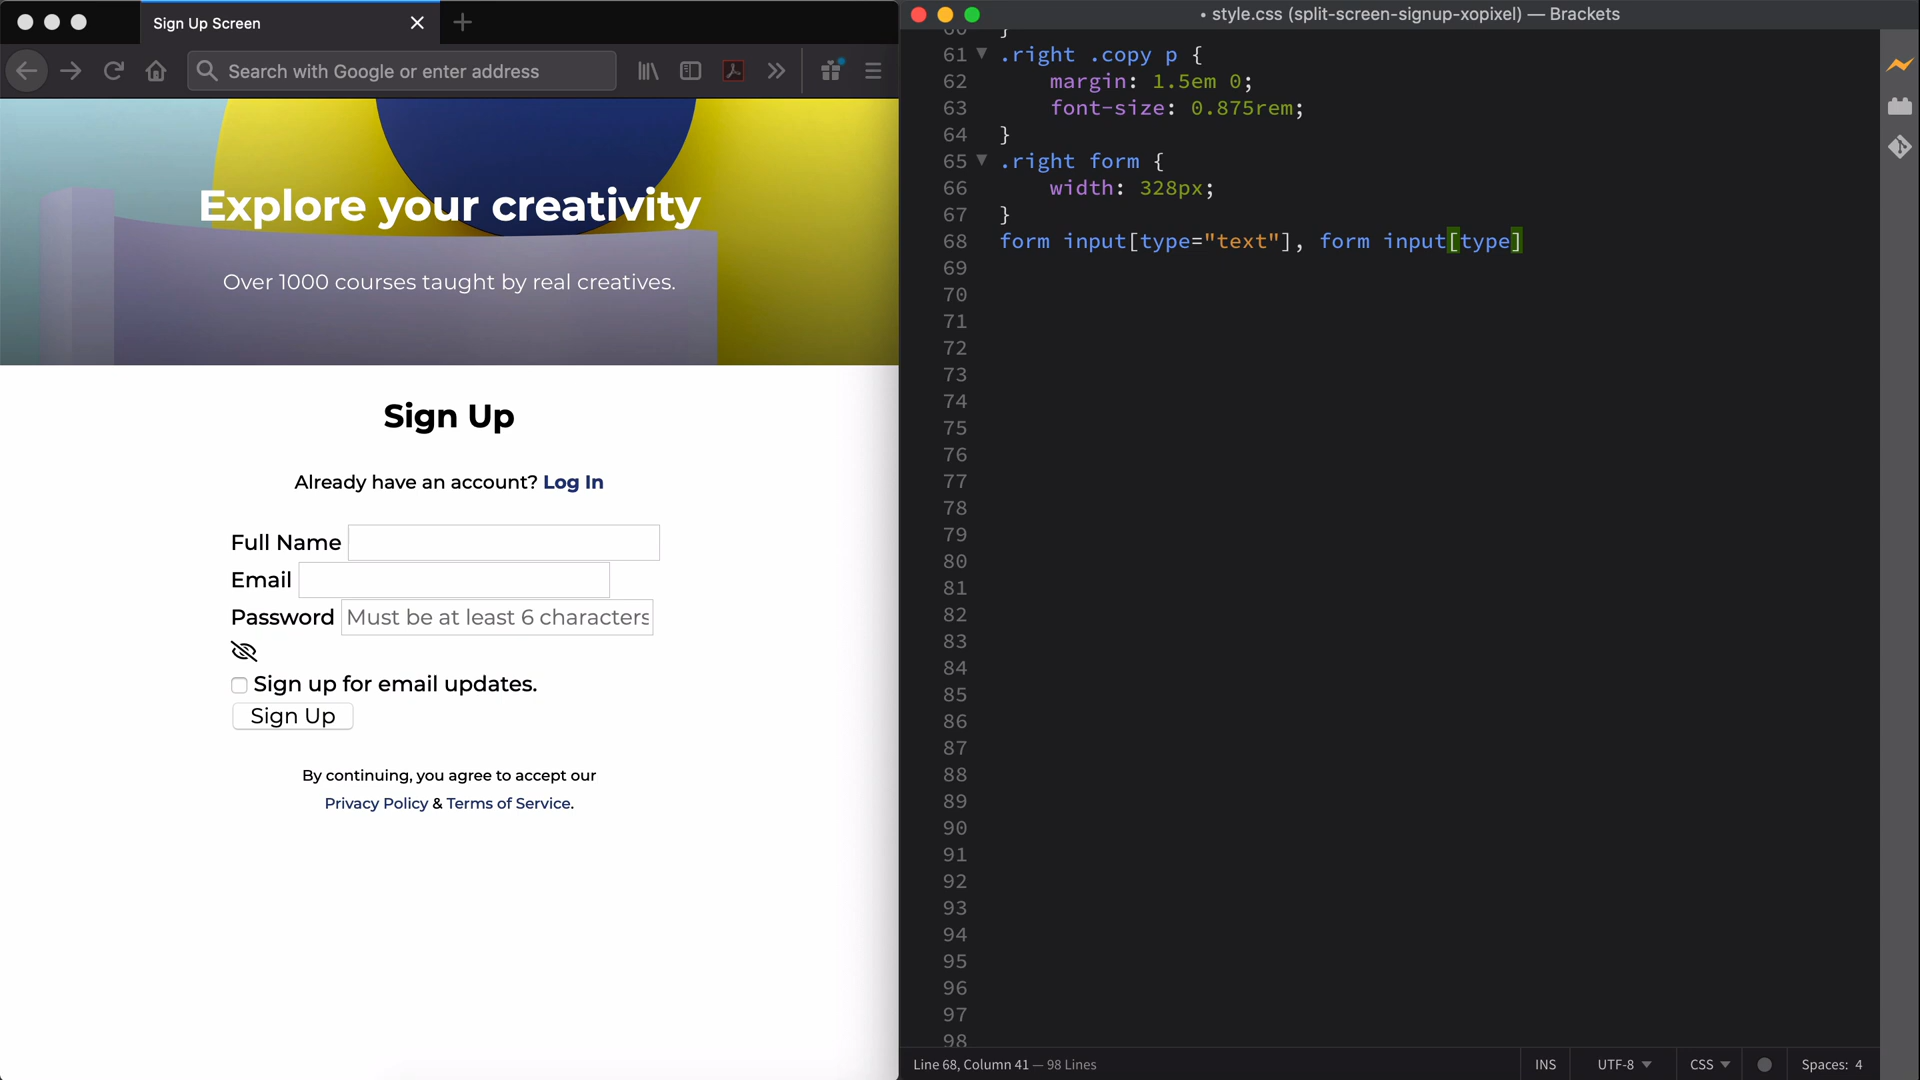 Sign Up Screen
Search with Google or enter address
Explore your creativity
Over 1000 courses taught by real creatives.
Sign Up
Already have an account? Log In
Full Name
Email
Password Must be at least 6 characters
Sign up for email updates.
Sign Up
By continuing, you agree to accept our
Privacy Policy & Terms of Service.
• style.css (split-screen-signup-xopixel) — Brackets
60 }
61 .right .copy p {
62 margin: 1.5em 0;
63 font-size: 0.875rem;
64 }
65 .right form {
66 width: 328px;
67 }
68 form input[type="text"], form input[type]
69
70
71
72
73
74
75
76
77
78
79
80
81
82
83
84
85
86
87
88
89
90
91
92
93
94
95
96
97
98
Line 68, Column 41 — 98 Lines
INS UTF-8 CSS Spaces: 4